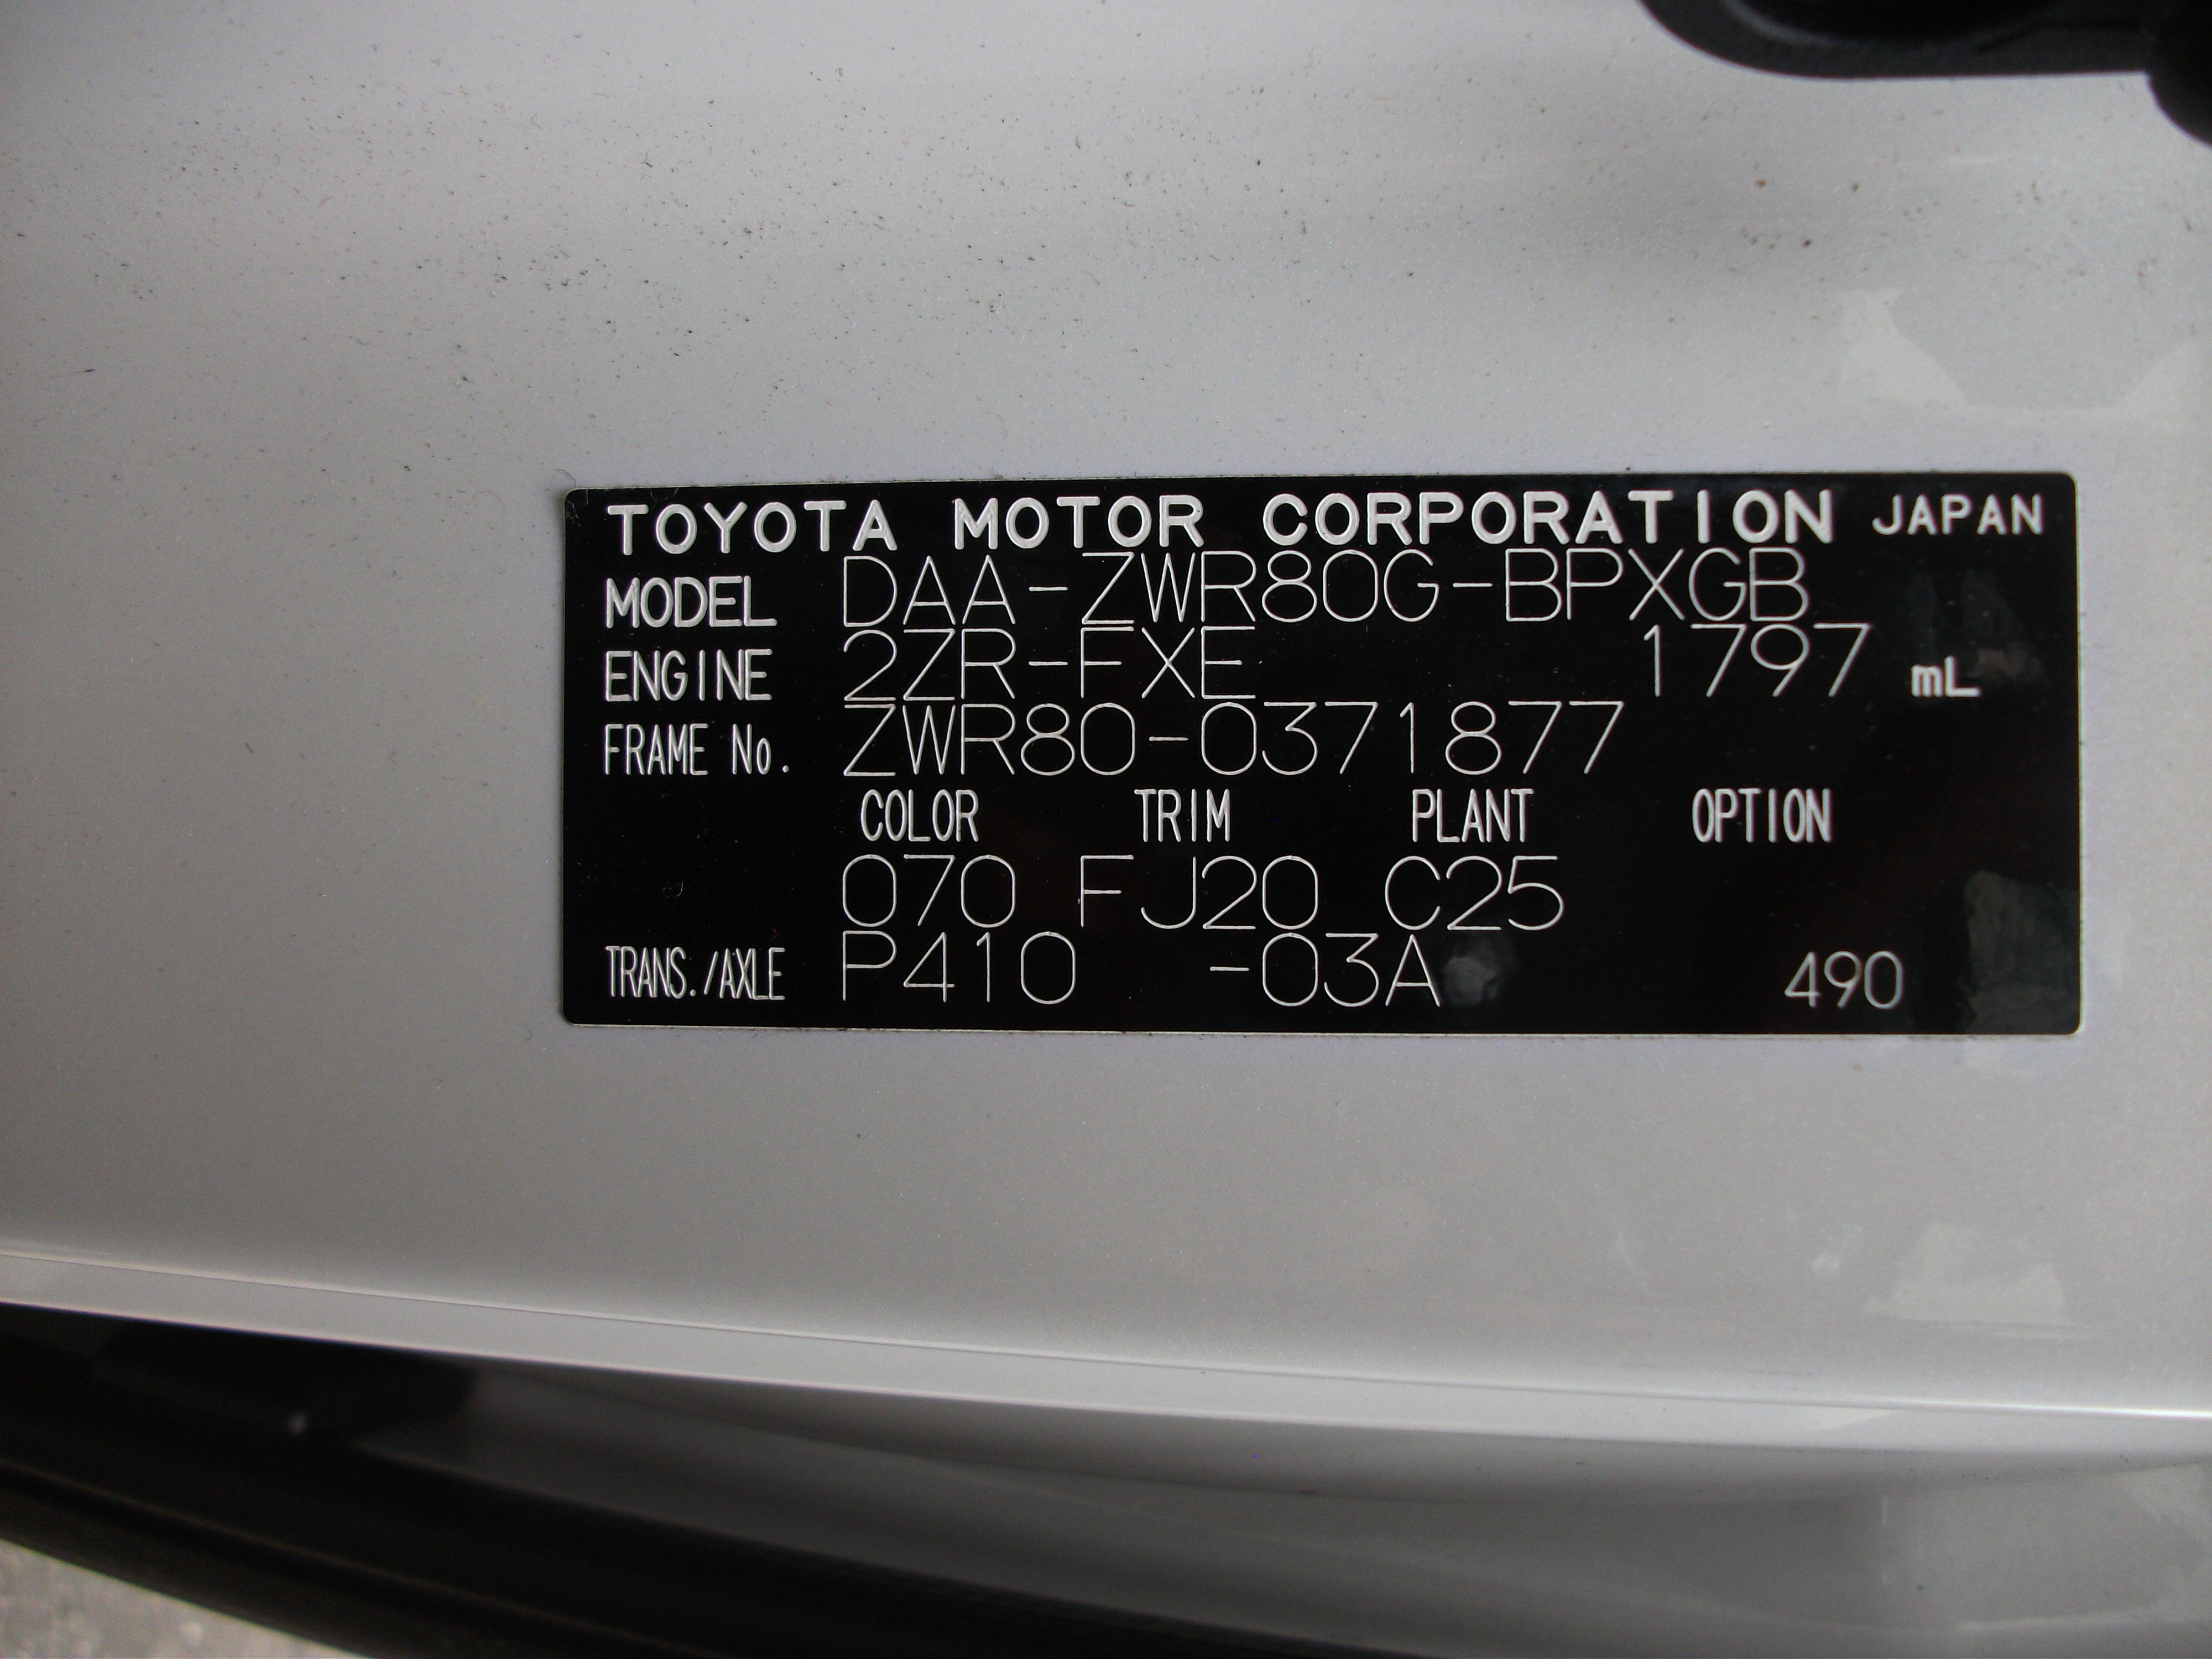 TOYOTA MOTOR CORPORATION JAPAN
MODEL DAA-ZWR80G-BPXGB
ENGINE 2ZR-FXE 1797 mL
FRAME No. ZWR80-0371877
COLOR TRIM PLANT OPTION
070 FJ20 C25
TRANS./AXLE P410 -03A 490